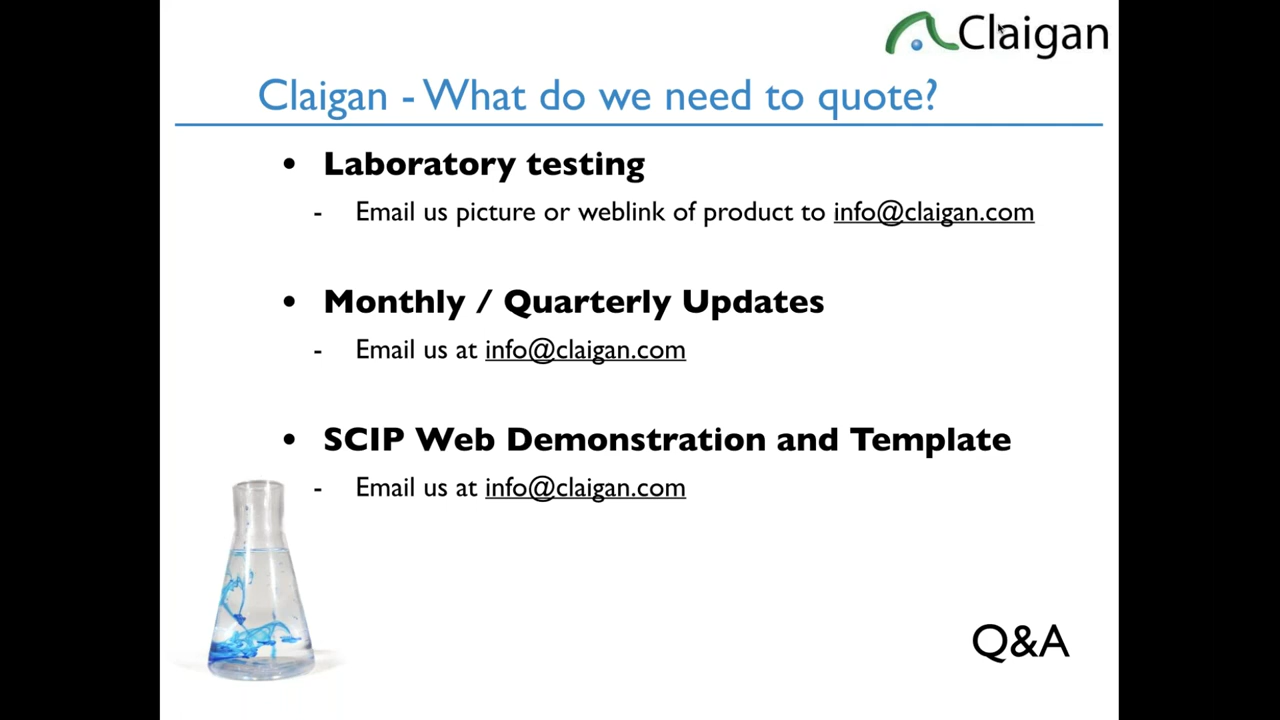 Claigan
Claigan - What do we need to quote?
• Laboratory testing
- Email us picture or weblink of product to info@claigan.com
• Monthly / Quarterly Updates
- Email us at info@claigan.com
• SCIP Web Demonstration and Template
- Email us at info@claigan.com
Q&A